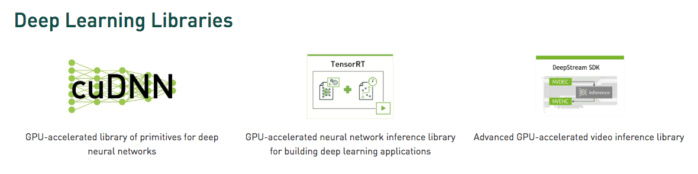 Deep Learning Libraries
cuDNN
GPU-accelerated library of primitives for deep
neural networks
TensorRT
GPU-accelerated neural network inference library
for building deep learning applications
DeepStream SDK
NVDEC
Inference
NVENC
Advanced GPU-accelerated video inference library